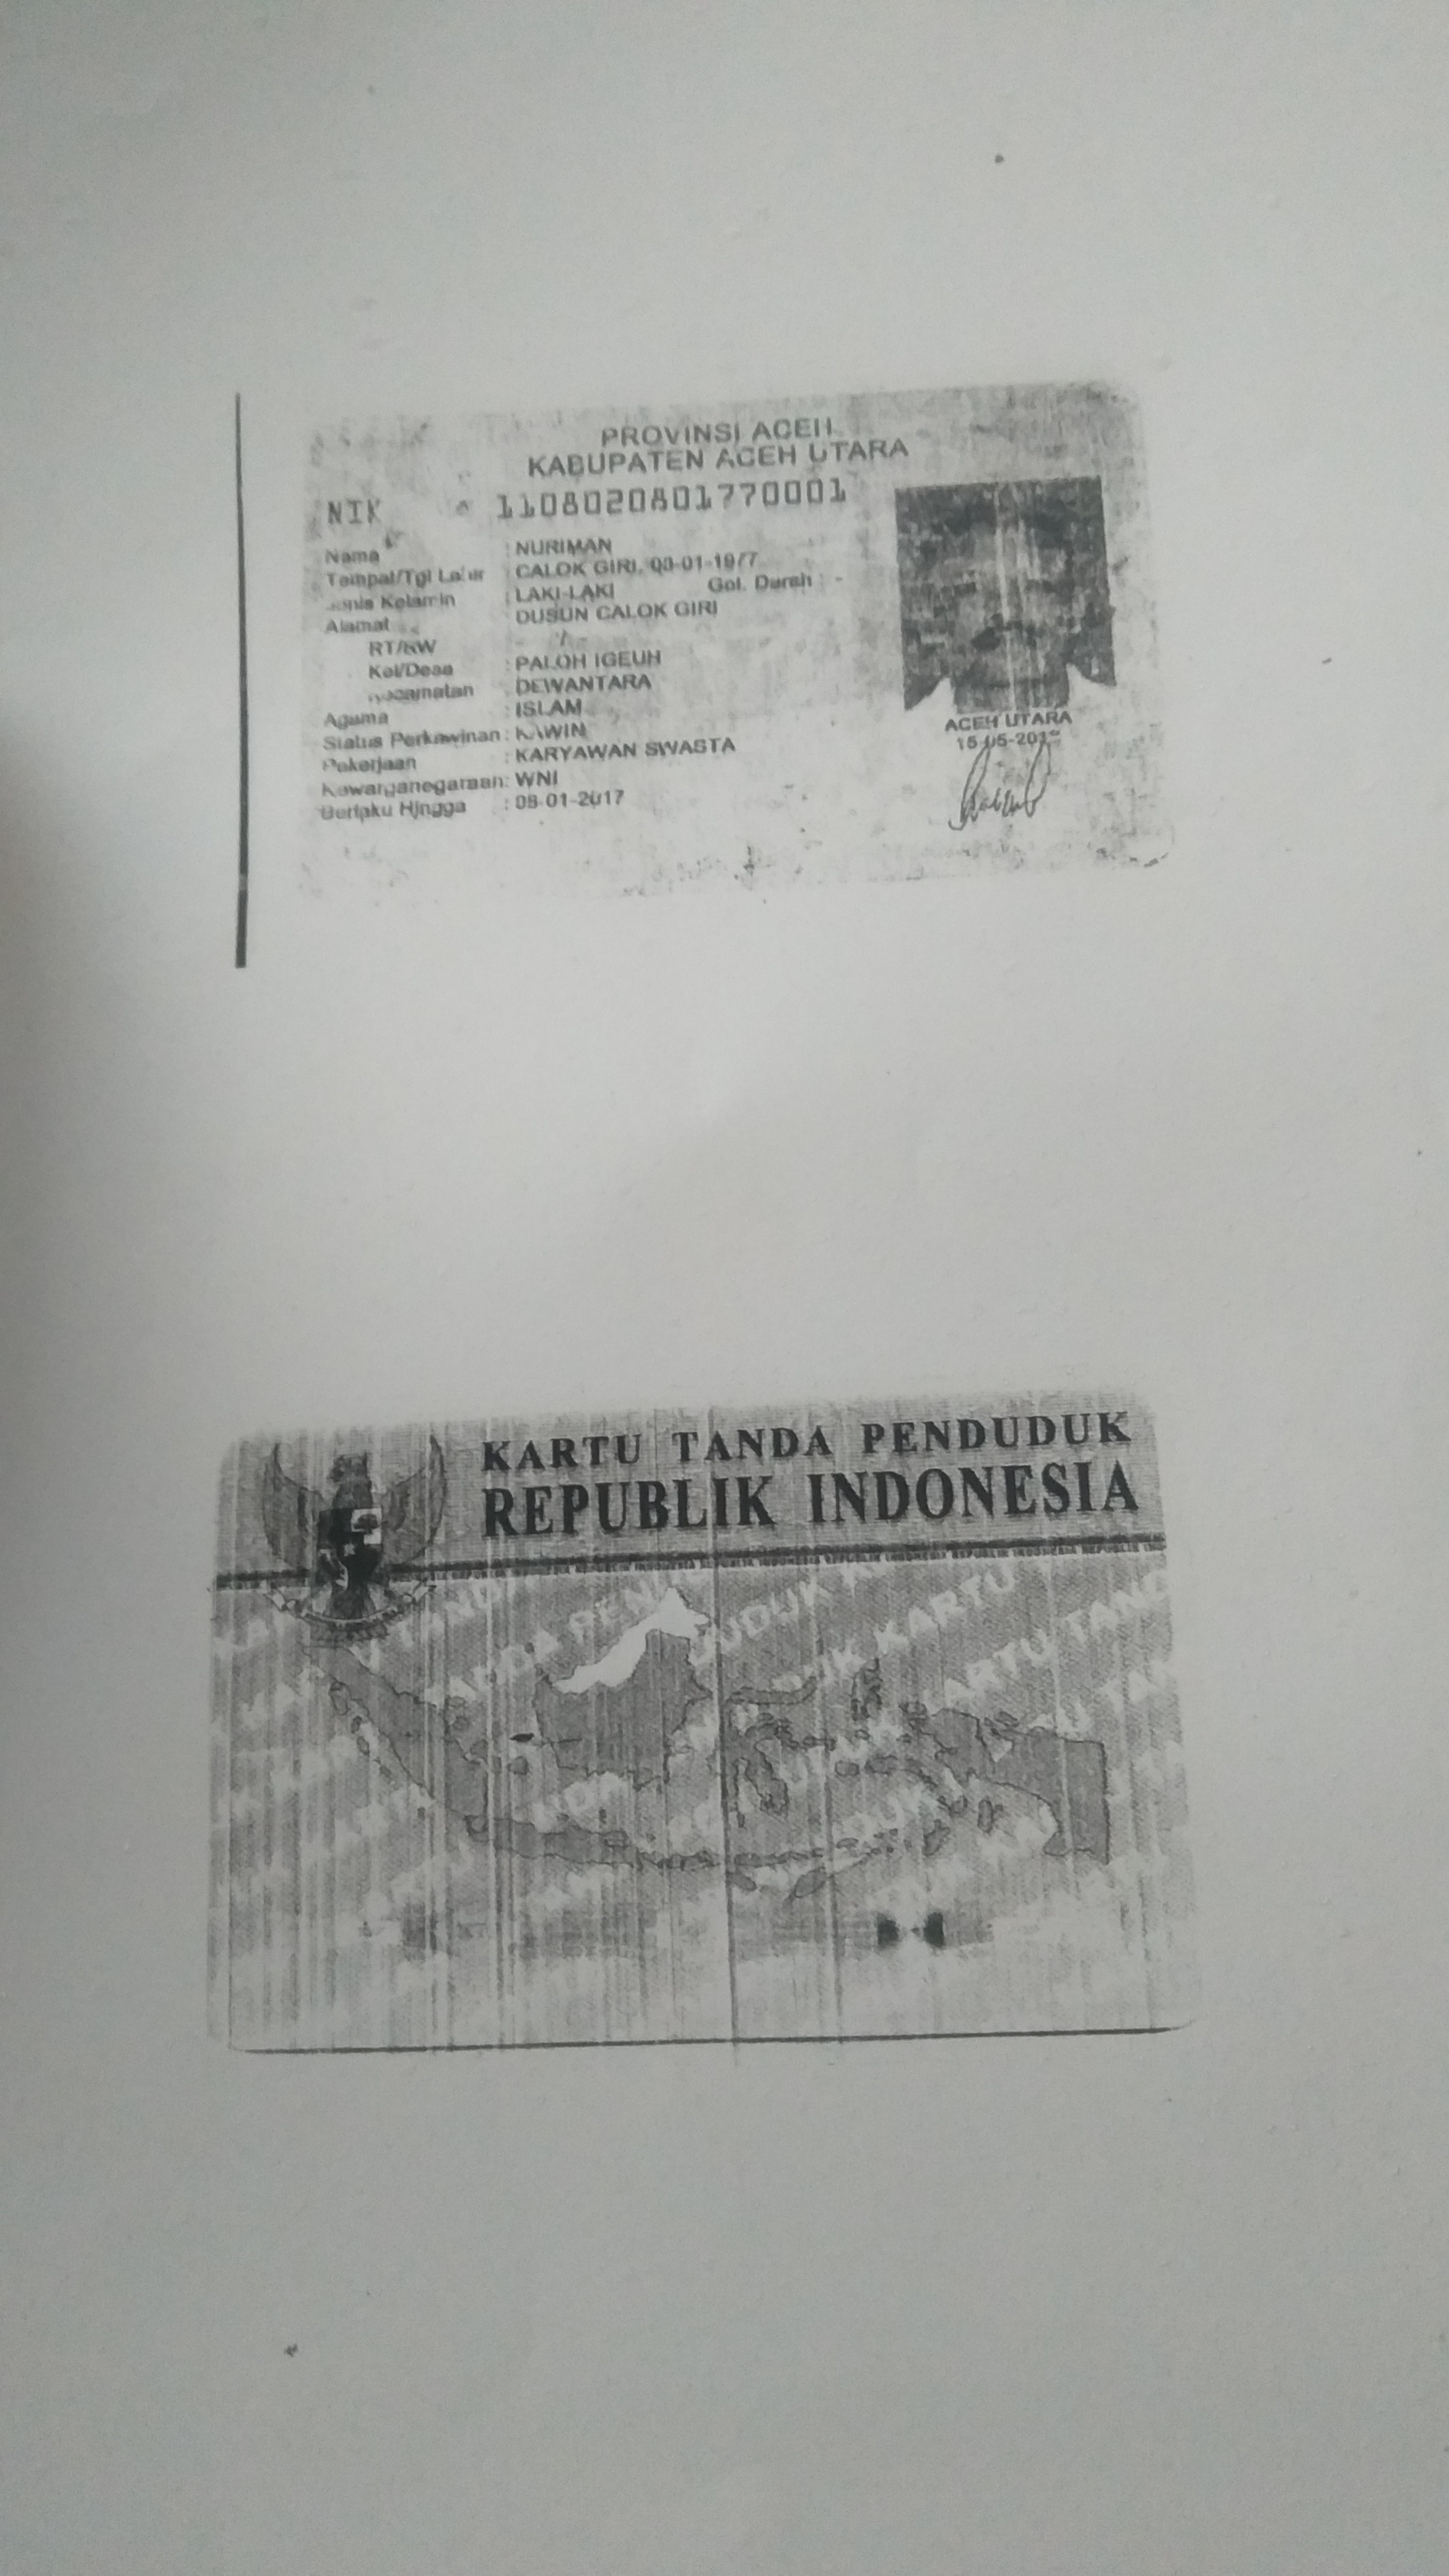 PROVINSI ACEH
KABUPATEN ACEH UTARA
NIK : 1108020801770001
Nama : NURIMAN
Tempat/Tgl Lahir : CALOK GIRI, 08-01-1977
Jenis Kelamin : LAKI-LAKI Gol. Darah : -
Alamat : DUSUN CALOK GIRI
RT/RW : /
Kel/Desa : PALOH IGEUH
Kecamatan : DEWANTARA
Agama : ISLAM
Status Perkawinan : KAWIN
Pekerjaan : KARYAWAN SWASTA
Kewarganegaraan: WNI
Berlaku Hingga : 08-01-2017
ACEH UTARA
15-05-201
KARTU TANDA PENDUDUK
REPUBLIK INDONESIA